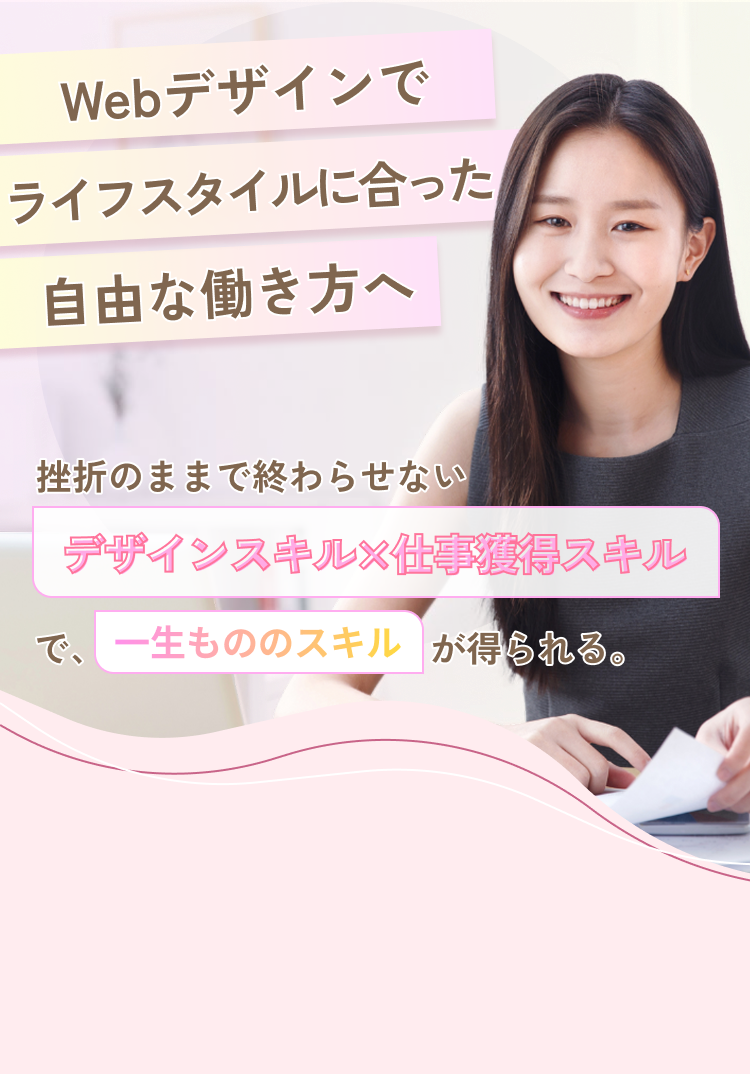 Webデザインで
ライフスタイルに合った
自由な働き方へ
挫折のままで終わらせない
デザインスキル×仕事獲得スキル
で、一生もののスキルが得られる。